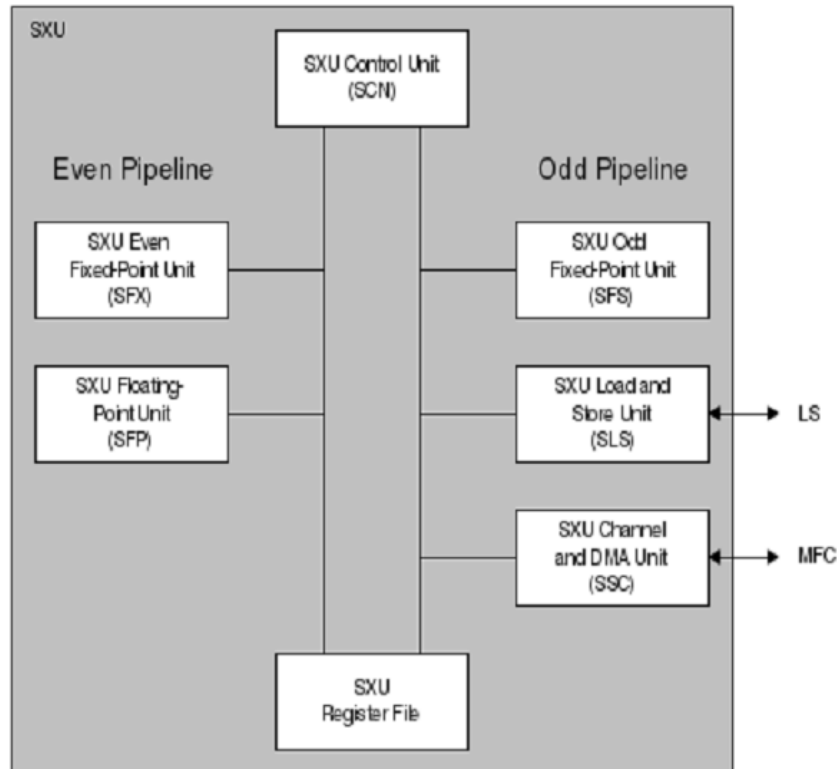 SXU
SXU Control Unit
(SCN)
Even Pipeline
Odd Pipeline
SXU Even
Fixed-Point Unit
(SFX)
SXU Odd
Fixed-Point Unit
(SFS)
SXU Floating-
Point Unit
(SFP)
SXU Load and
Store Unit
(SLS)
LS
SXU Channel
and DMA Unit
(SSC)
MFC
SXU
Register File